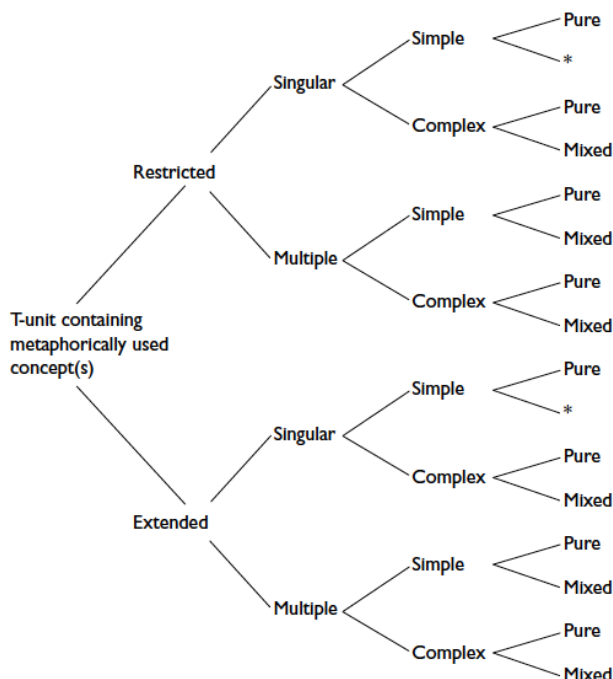 Pure
Simple
*
Singular
Pure
Complex
Mixed
Restricted
Pure
Simple
Mixed
Multiple
Pure
Complex
Mixed
T-unit containing
metaphorically used
concept(s)
Pure
Simple
*
Singular
Pure
Complex
Mixed
Extended
Pure
Simple
Mixed
Multiple
Pure
Complex
Mixed